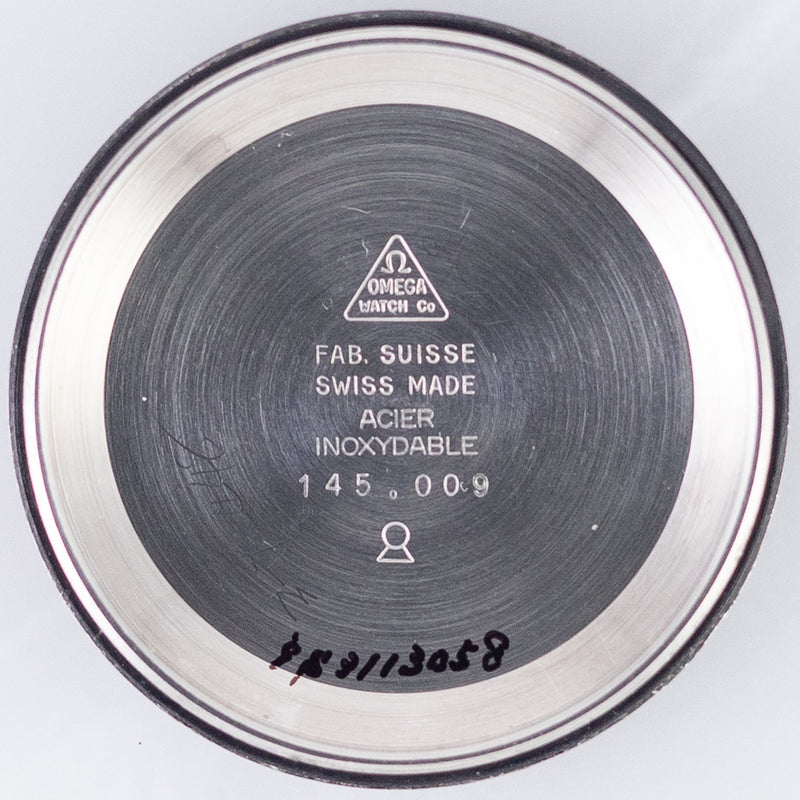 Ω
OMEGA
WATCH Co
FAB. SUISSE
SWISS MADE
ACIER
INOXYDABLE
145.009